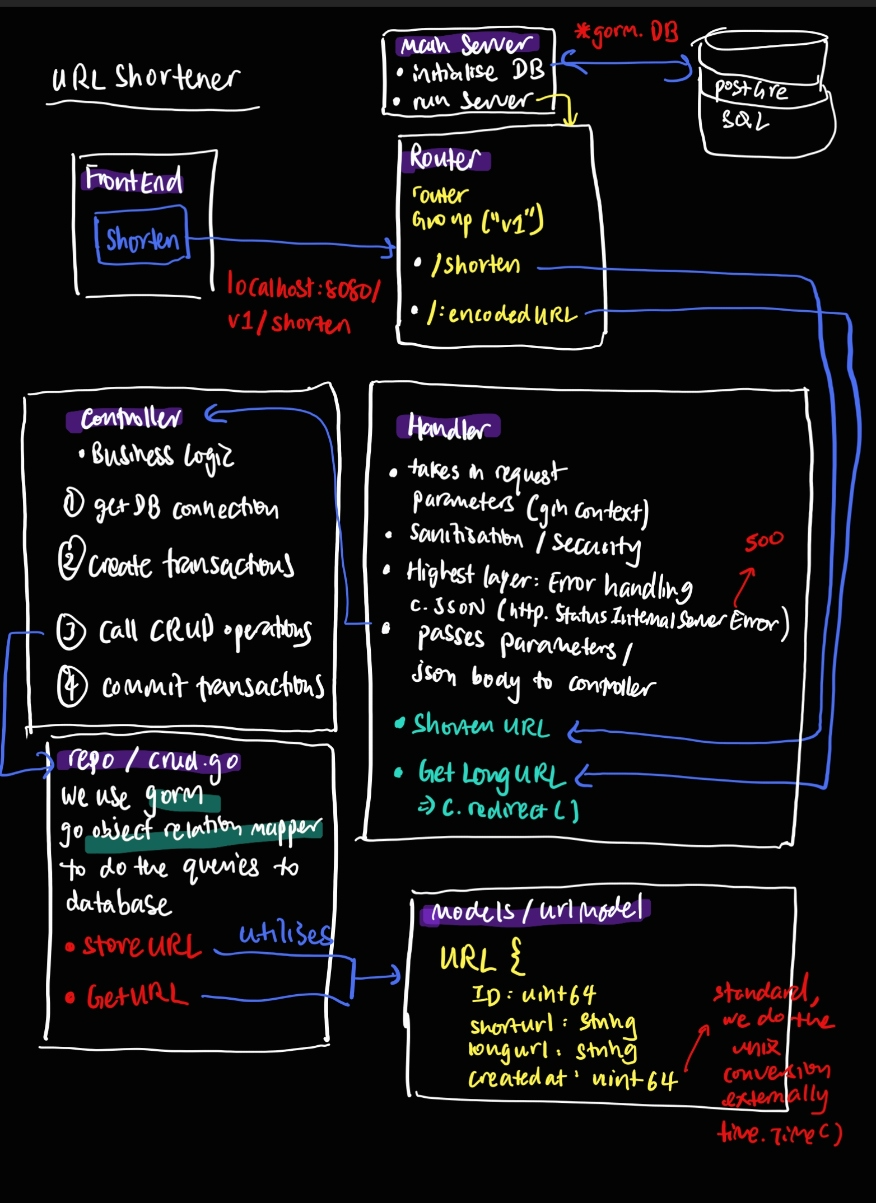 URL Shortener
Main Server
• initialise DB
• run server
*gorm.DB
postgre
SQL
FrontEnd
Shorten
localhost:8080/
v1/shorten
Router
router
Group ("v1")
• /shorten
• /:encodedURL
Controller
• Business logic
① get DB connection
② create transactions
③ call CRUD operations
④ commit transactions
Handler
• takes in request
parameters (gin context)
• Sanitisation / security
• Highest layer: Error handling
c.JSON (http.StatusInternalServerError)
500
• passes parameters /
json body to controller
• Shorten URL
• Get Long URL
=> c.redirect()
repo / crud.go
we use gorm
go object relation mapper
to do the queries to
database
• storeURL
• GetURL
utilises
models / urlmodel
URL {
ID : uint64
shorturl : string
longurl : string
createdat : uint64
standard,
we do the
unix
conversion
externally
time.Time()